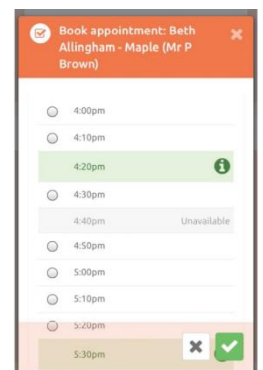 Book appointment: Beth
Allingham - Maple (Mr P
Brown)
4:00pm
4:10pm
4:20pm
4:30pm
4:40pm Unavailable
4:50pm
5:00pm
5:10pm
5:20pm
5:30pm